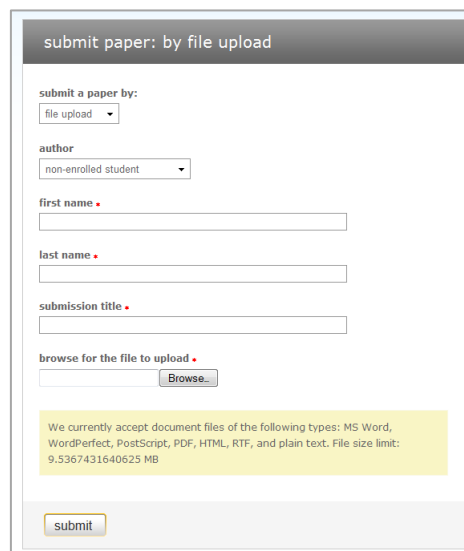 submit paper: by file upload
submit a paper by:
file upload
author
non-enrolled student
first name *
last name *
submission title *
browse for the file to upload *
Browse...
We currently accept document files of the following types: MS Word,
WordPerfect, PostScript, PDF, HTML, RTF, and plain text. File size limit:
9.5367431640625 MB
submit